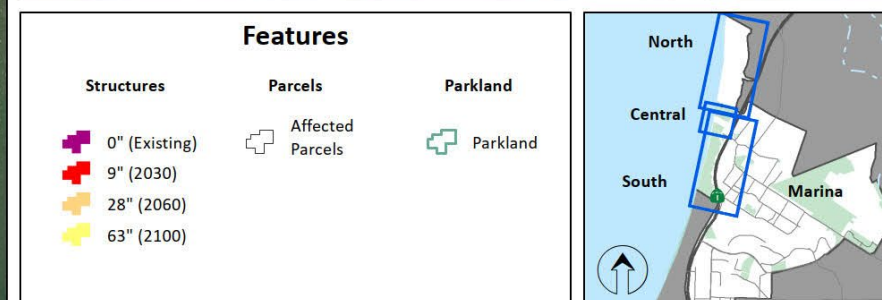 Features
Structures
Parcels
Parkland
0" (Existing)
9" (2030)
28" (2060)
63" (2100)
Affected
Parcels
Parkland
North
Central
South
Marina
1